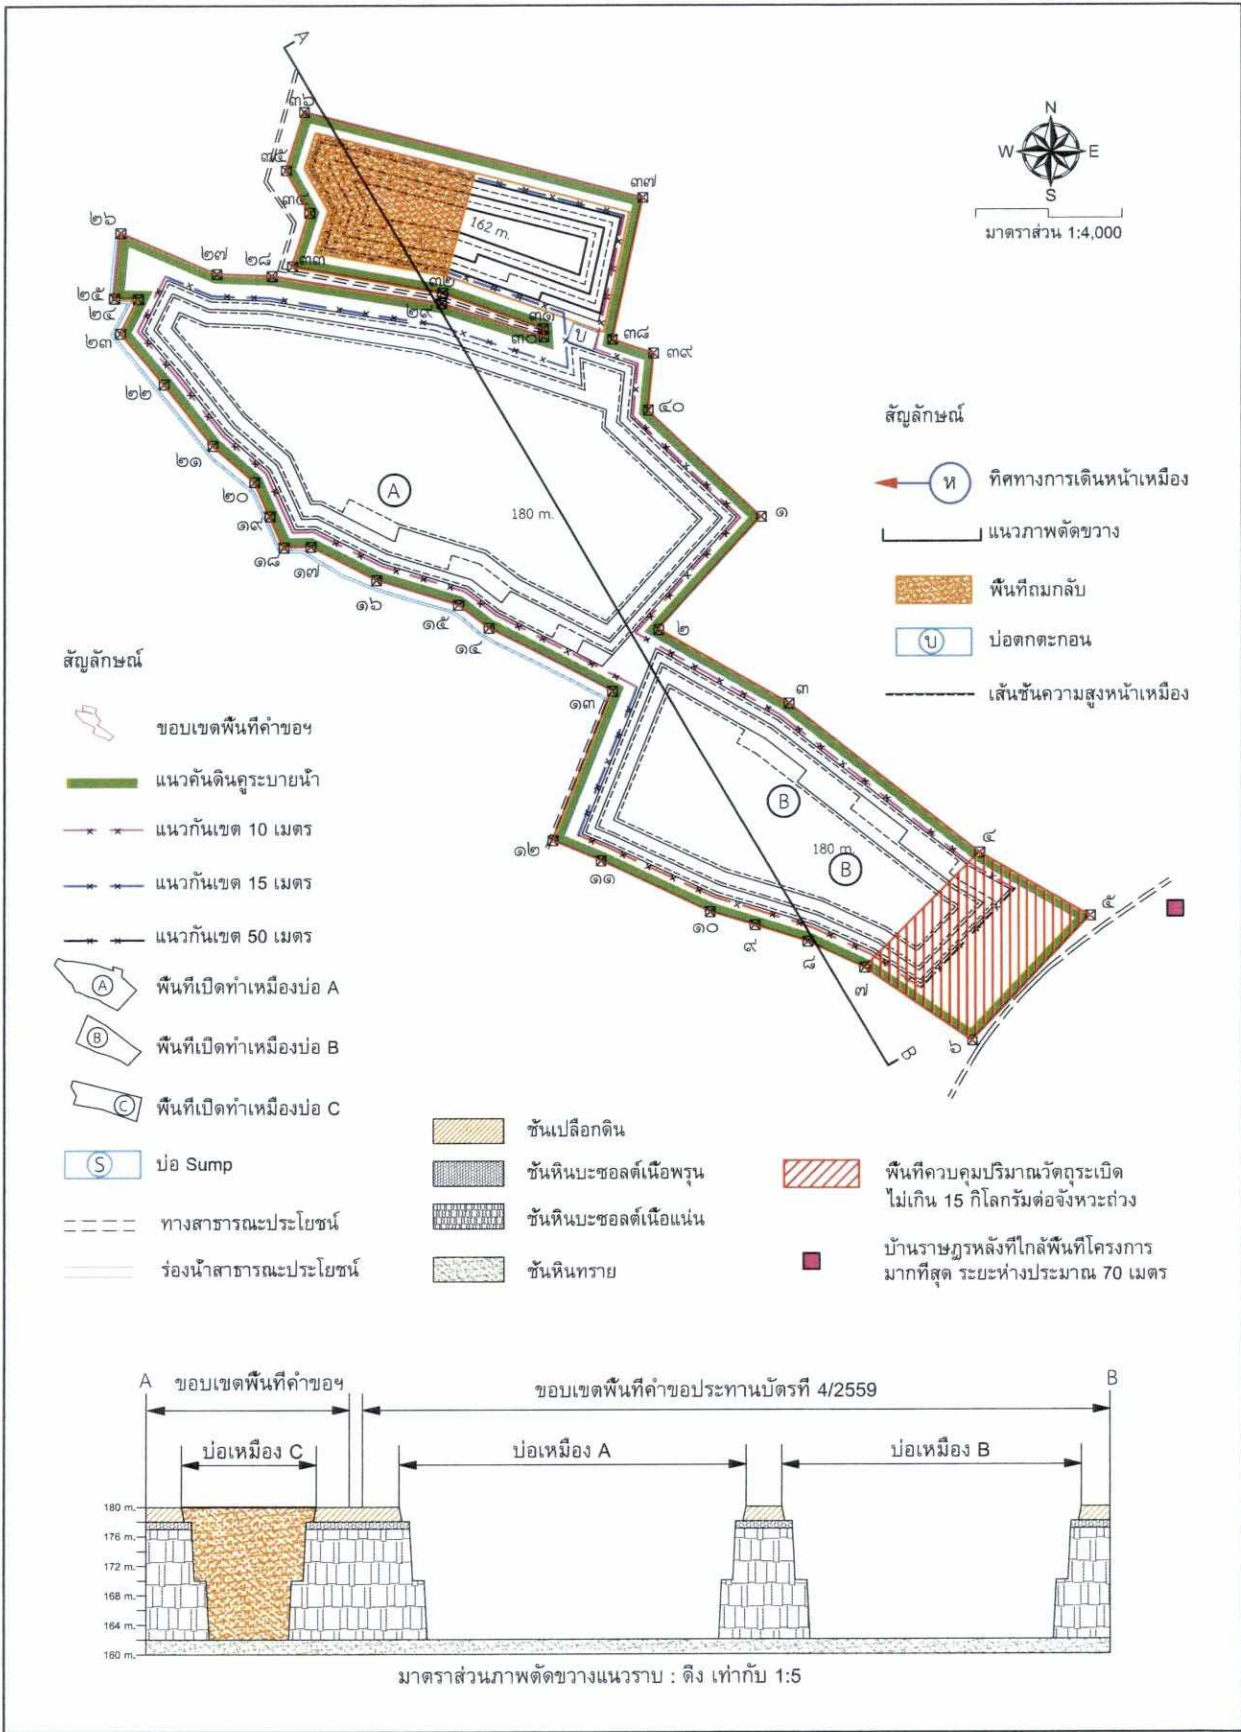 A
N
W E
S
มาตราส่วน 1:4,000
๓๖
๓๕
๓๔
๓๗
๒๖
๒๗
๒๘
๓๓
162 m.
๒๕
๒๔
๒๓
๓๒
๒๙
๓๑
๓๐
บ
๓๘
๓๙
๒๒
๔๐
๒๑
๒๐
A
180 m.
๑
๑๙
๑๘
๑๗
๑๖
๑๕
๑๔
๒
๑๓
๓
B
๑๒
๑๑
180 m.
B
๔
๕
๑๐
๙
๘
๗
๖
B
สัญลักษณ์
ห ทิศทางการเดินหน้าเหมือง
แนวภาพตัดขวาง
พื้นที่ถมกลับ
บ บ่อตกตะกอน
เส้นชั้นความสูงหน้าเหมือง
สัญลักษณ์
ขอบเขตพื้นที่คำขอฯ
แนวคันดินคูระบายน้ำ
แนวกันเขต 10 เมตร
แนวกันเขต 15 เมตร
แนวกันเขต 50 เมตร
A พื้นที่เปิดทำเหมืองบ่อ A
B พื้นที่เปิดทำเหมืองบ่อ B
C พื้นที่เปิดทำเหมืองบ่อ C
S บ่อ Sump
ทางสาธารณะประโยชน์
ร่องน้ำสาธารณะประโยชน์
ชั้นเปลือกดิน
ชั้นหินบะซอลต์เนื้อพรุน
ชั้นหินบะซอลต์เนื้อแน่น
ชั้นหินทราย
พื้นที่ควบคุมปริมาณวัตถุระเบิด
ไม่เกิน 15 กิโลกรัมต่อจังหวะถ่วง
บ้านราษฎรหลังที่ใกล้พื้นที่โครงการ
มากที่สุด ระยะห่างประมาณ 70 เมตร
A ขอบเขตพื้นที่คำขอฯ ขอบเขตพื้นที่คำขอประทานบัตรที่ 4/2559 B
บ่อเหมือง C บ่อเหมือง A บ่อเหมือง B
180 m.
176 m.
172 m.
168 m.
164 m.
160 m.
มาตราส่วนภาพตัดขวางแนวราบ : ดิ่ง เท่ากับ 1:5